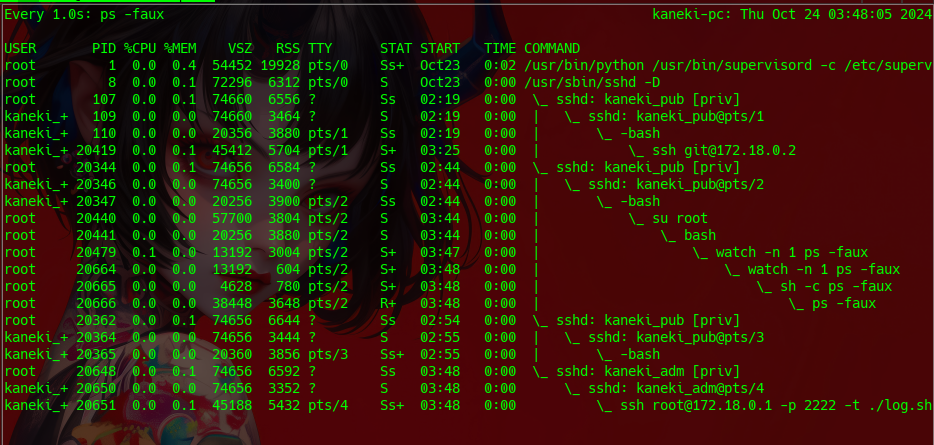 Every 1.0s: ps -faux kaneki-pc: Thu Oct 24 03:48:05 2024
USER PID %CPU %MEM VSZ RSS TTY STAT START TIME COMMAND
root 1 0.0 0.4 54452 19928 pts/0 Ss+ Oct23 0:02 /usr/bin/python /usr/bin/supervisord -c /etc/superv
root 8 0.0 0.1 72296 6312 pts/0 S Oct23 0:00 /usr/sbin/sshd -D
root 107 0.0 0.1 74660 6556 ? Ss 02:19 0:00 \_ sshd: kaneki_pub [priv]
kaneki_+ 109 0.0 0.0 74660 3464 ? S 02:19 0:00 | \_ sshd: kaneki_pub@pts/1
kaneki_+ 110 0.0 0.0 20356 3880 pts/1 Ss 02:19 0:00 | \_ -bash
kaneki_+ 20419 0.0 0.1 45412 5704 pts/1 S+ 03:25 0:00 | \_ ssh git@172.18.0.2
root 20344 0.0 0.1 74656 6584 ? Ss 02:44 0:00 \_ sshd: kaneki_pub [priv]
kaneki_+ 20346 0.0 0.0 74656 3400 ? S 02:44 0:00 | \_ sshd: kaneki_pub@pts/2
kaneki_+ 20347 0.0 0.0 20256 3900 pts/2 Ss 02:44 0:00 | \_ -bash
root 20440 0.0 0.0 57700 3804 pts/2 S 03:44 0:00 | \_ su root
root 20441 0.0 0.0 20256 3880 pts/2 S 03:44 0:00 | \_ bash
root 20479 0.1 0.0 13192 3004 pts/2 S+ 03:47 0:00 | \_ watch -n 1 ps -faux
root 20664 0.0 0.0 13192 604 pts/2 S+ 03:48 0:00 | \_ watch -n 1 ps -faux
root 20665 0.0 0.0 4628 780 pts/2 S+ 03:48 0:00 | \_ sh -c ps -faux
root 20666 0.0 0.0 38448 3648 pts/2 R+ 03:48 0:00 | \_ ps -faux
root 20362 0.0 0.1 74656 6644 ? Ss 02:54 0:00 \_ sshd: kaneki_pub [priv]
kaneki_+ 20364 0.0 0.0 74656 3444 ? S 02:55 0:00 | \_ sshd: kaneki_pub@pts/3
kaneki_+ 20365 0.0 0.0 20360 3856 pts/3 Ss+ 02:55 0:00 | \_ -bash
root 20648 0.0 0.1 74656 6592 ? Ss 03:48 0:00 \_ sshd: kaneki_adm [priv]
kaneki_+ 20650 0.0 0.0 74656 3352 ? S 03:48 0:00 \_ sshd: kaneki_adm@pts/4
kaneki_+ 20651 0.0 0.1 45188 5432 pts/4 Ss+ 03:48 0:00 \_ ssh root@172.18.0.1 -p 2222 -t ./log.sh